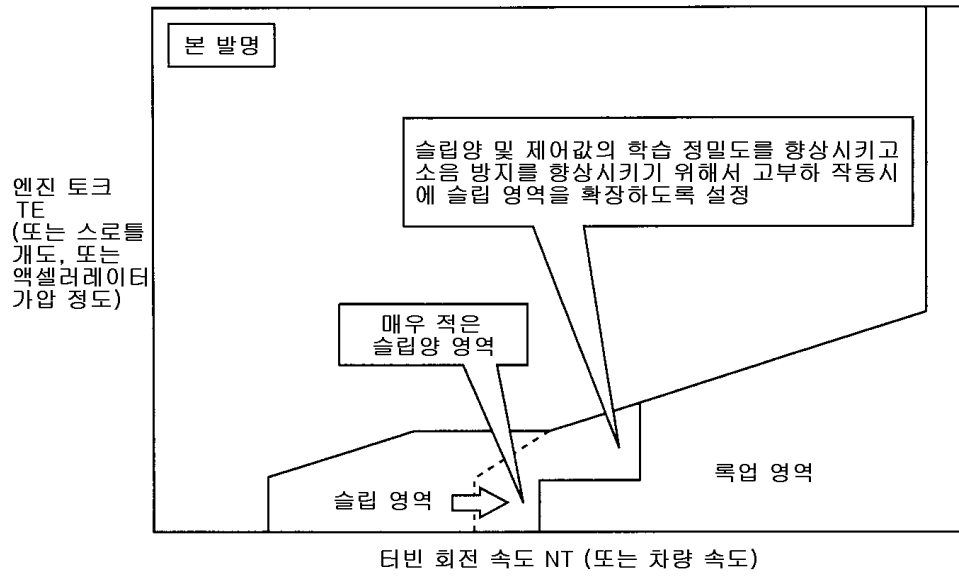 본 발명
슬립양 및 제어값의 학습 정밀도를 향상시키고
소음 방지를 향상시키기 위해서 고부하 작동시
에 슬립 영역을 확장하도록 설정
엔진 토크
TE
(또는 스로틀
개도, 또는
액셀러레이터
가압 정도)
매우 적은
슬립양 영역
슬립 영역
록업 영역
터빈 회전 속도 NT (또는 차량 속도)